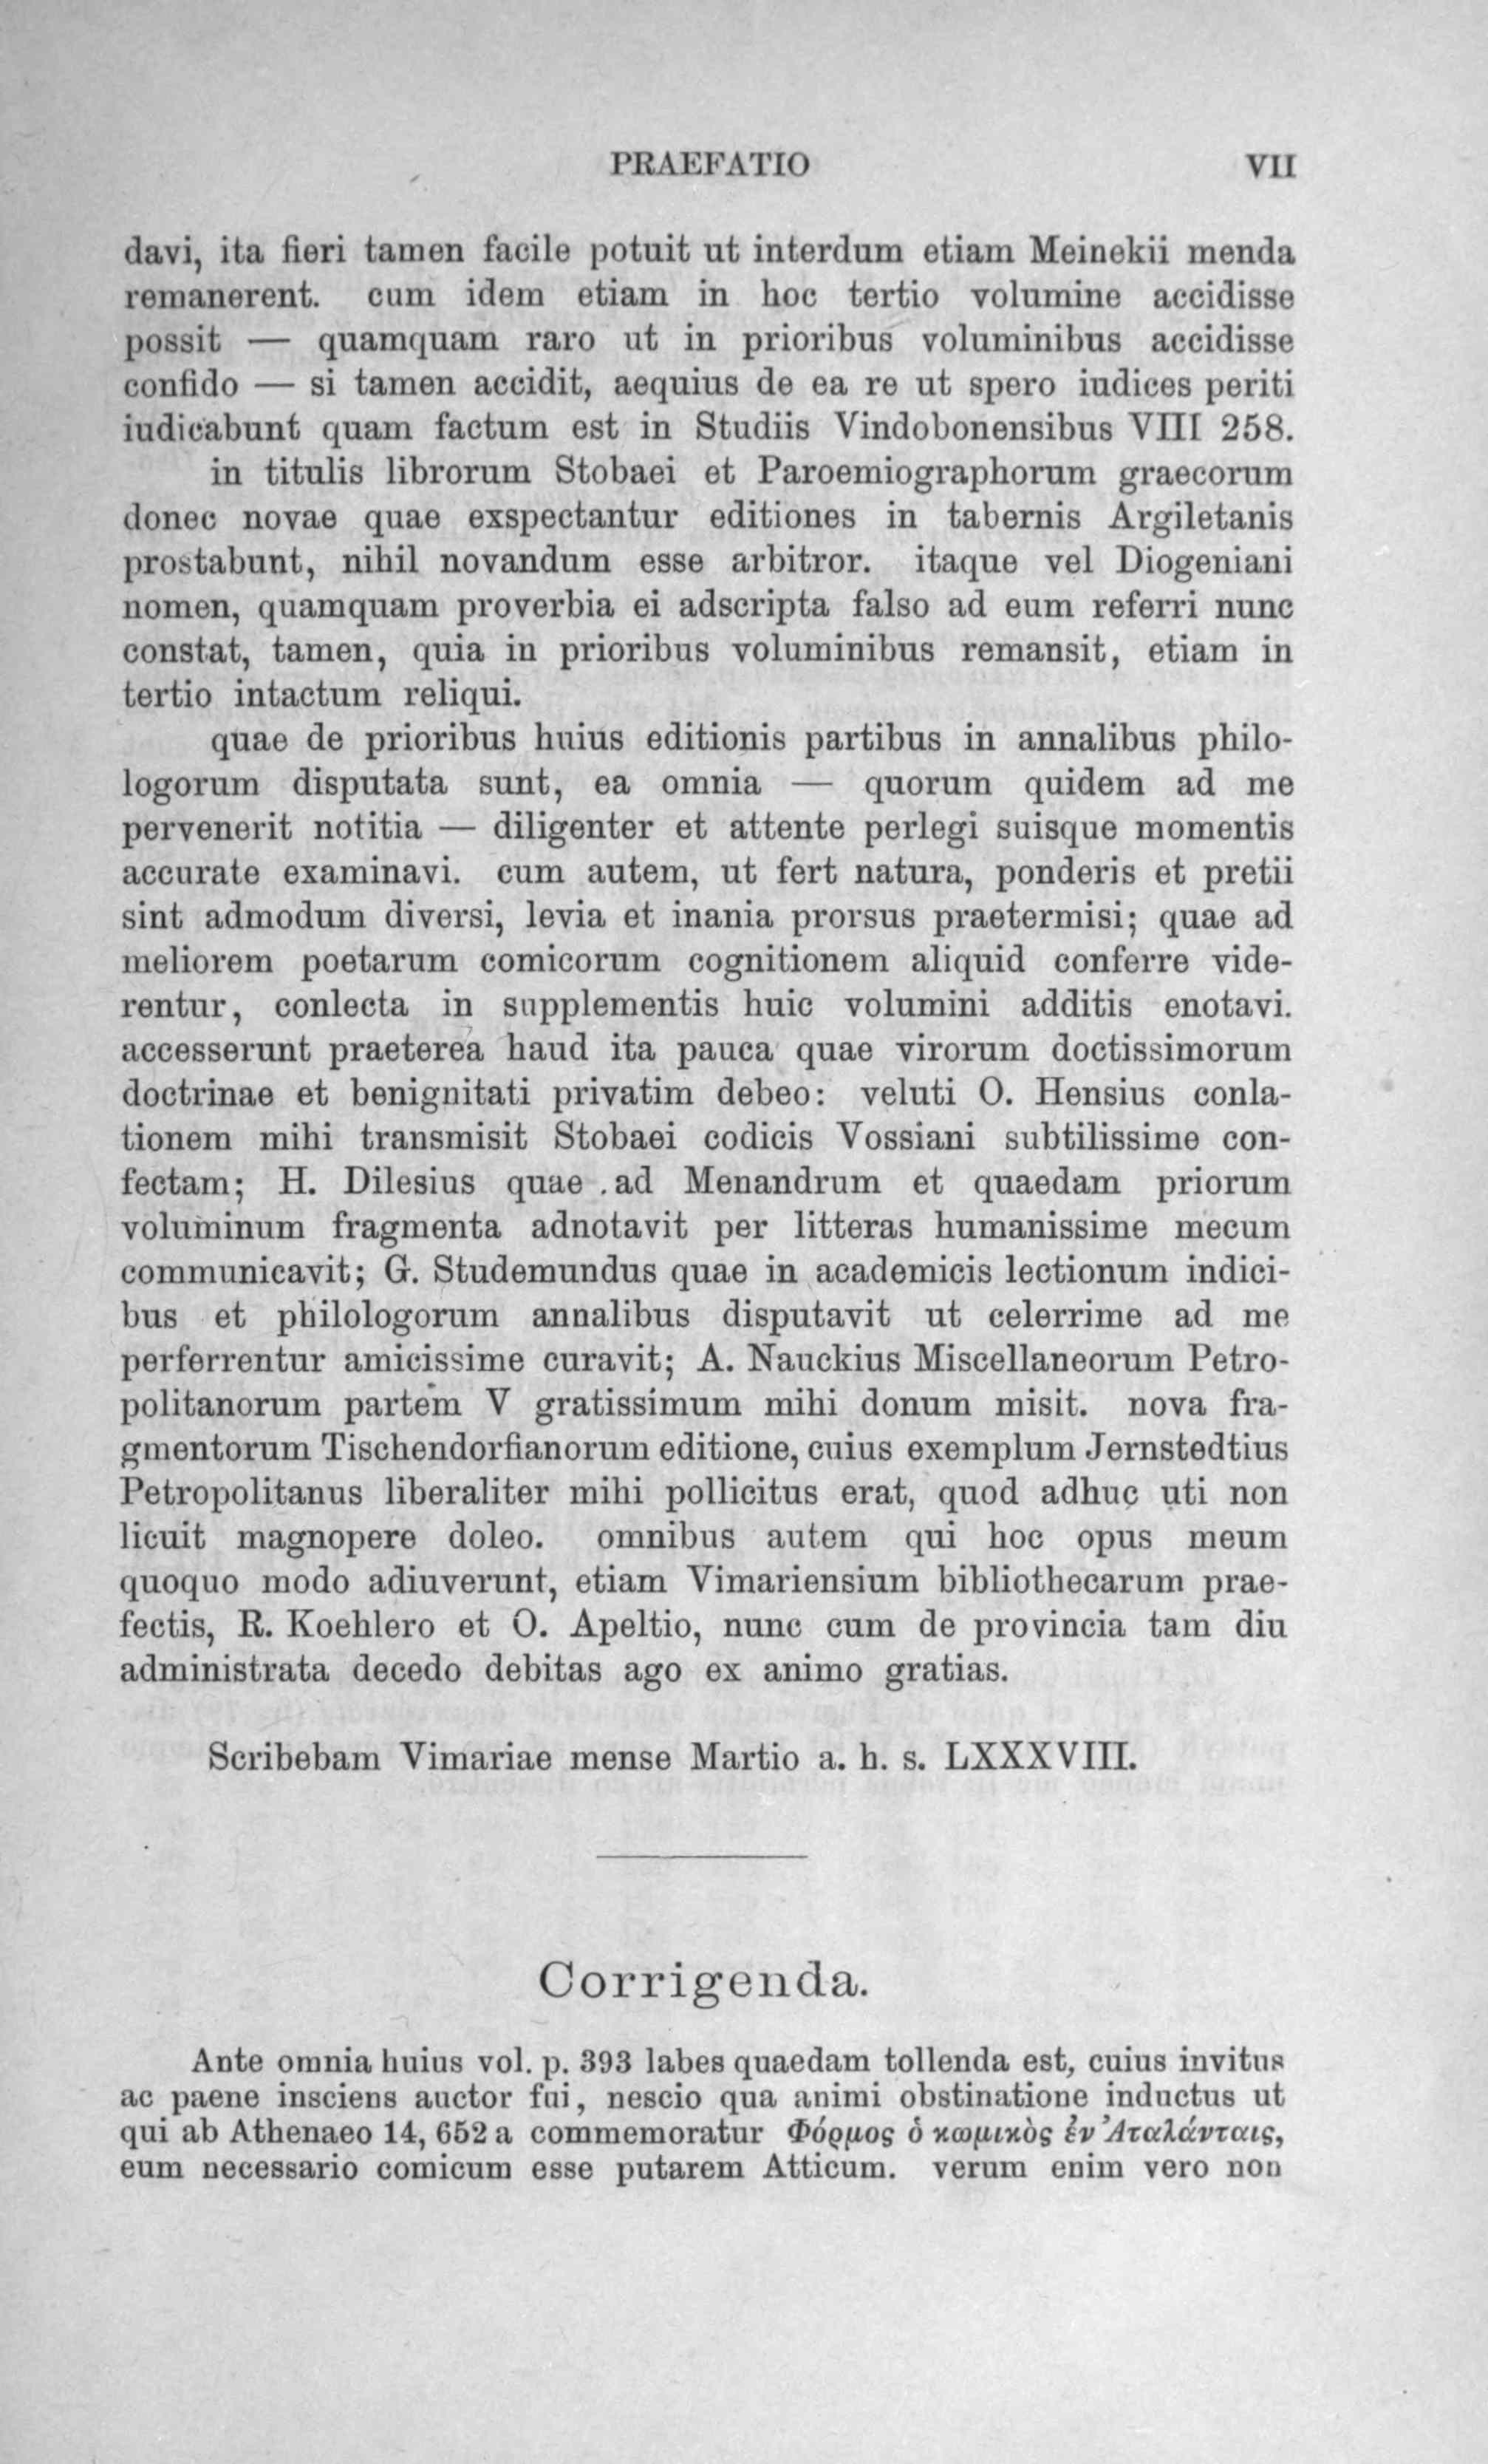 PRAEFATIO VII
davi, ita fieri tamen facile potuit ut interdum etiam Meinekii menda
remanerent. cum idem etiam in hoc tertio volumine accidisse
possit — quamquam raro ut in prioribus voluminibus accidisse
confido — si tamen accidit, aequius de ea re ut spero iudices periti
iudicabunt quam factum est in Studiis Vindobonensibus VIII 258.
in titulis librorum Stobaei et Paroemiographorum graecorum
donec novae quae exspectantur editiones in tabernis Argiletanis
prostabunt, nihil novandum esse arbitror. itaque vel Diogeniani
nomen, quamquam proverbia ei adscripta falso ad eum referri nunc
constat, tamen, quia in prioribus voluminibus remansit, etiam in
tertio intactum reliqui.
quae de prioribus huius editionis partibus in annalibus philo-
logorum disputata sunt, ea omnia — quorum quidem ad me
pervenerit notitia — diligenter et attente perlegi suisque momentis
accurate examinavi. cum autem, ut fert natura, ponderis et pretii
sint admodum diversi, levia et inania prorsus praetermisi; quae ad
meliorem poetarum comicorum cognitionem aliquid conferre vide-
rentur, conlecta in supplementis huic volumini additis enotavi.
accesserunt praeterea haud ita pauca quae virorum doctissimorum
doctrinae et benignitati privatim debeo: veluti O. Hensius conla-
tionem mihi transmisit Stobaei codicis Vossiani subtilissime con-
fectam; H. Dilesius quae ad Menandrum et quaedam priorum
voluminum fragmenta adnotavit per litteras humanissime mecum
communicavit; G. Studemundus quae in academicis lectionum indici-
bus et philologorum annalibus disputavit ut celerrime ad me
perferrentur amicissime curavit; A. Nauckius Miscellaneorum Petro-
politanorum partem V gratissimum mihi donum misit. nova fra-
gmentorum Tischendorfianorum editione, cuius exemplum Jernstedtius
Petropolitanus liberaliter mihi pollicitus erat, quod adhuc uti non
licuit magnopere doleo. omnibus autem qui hoc opus meum
quoquo modo adiuverunt, etiam Vimariensium bibliothecarum prae-
fectis, R. Koehlero et O. Apeltio, nunc cum de provincia tam diu
administrata decedo debitas ago ex animo gratias.
Scribebam Vimariae mense Martio a. h. s. LXXXVIII.
Corrigenda.
Ante omnia huius vol. p. 393 labes quaedam tollenda est, cuius invitus
ac paene insciens auctor fui, nescio qua animi obstinatione inductus ut
qui ab Athenaeo 14, 652 a commemoratur Φόρμος ὁ κωμικὸς ἐν Ἀταλάνταις,
eum necessario comicum esse putarem Atticum. verum enim vero non